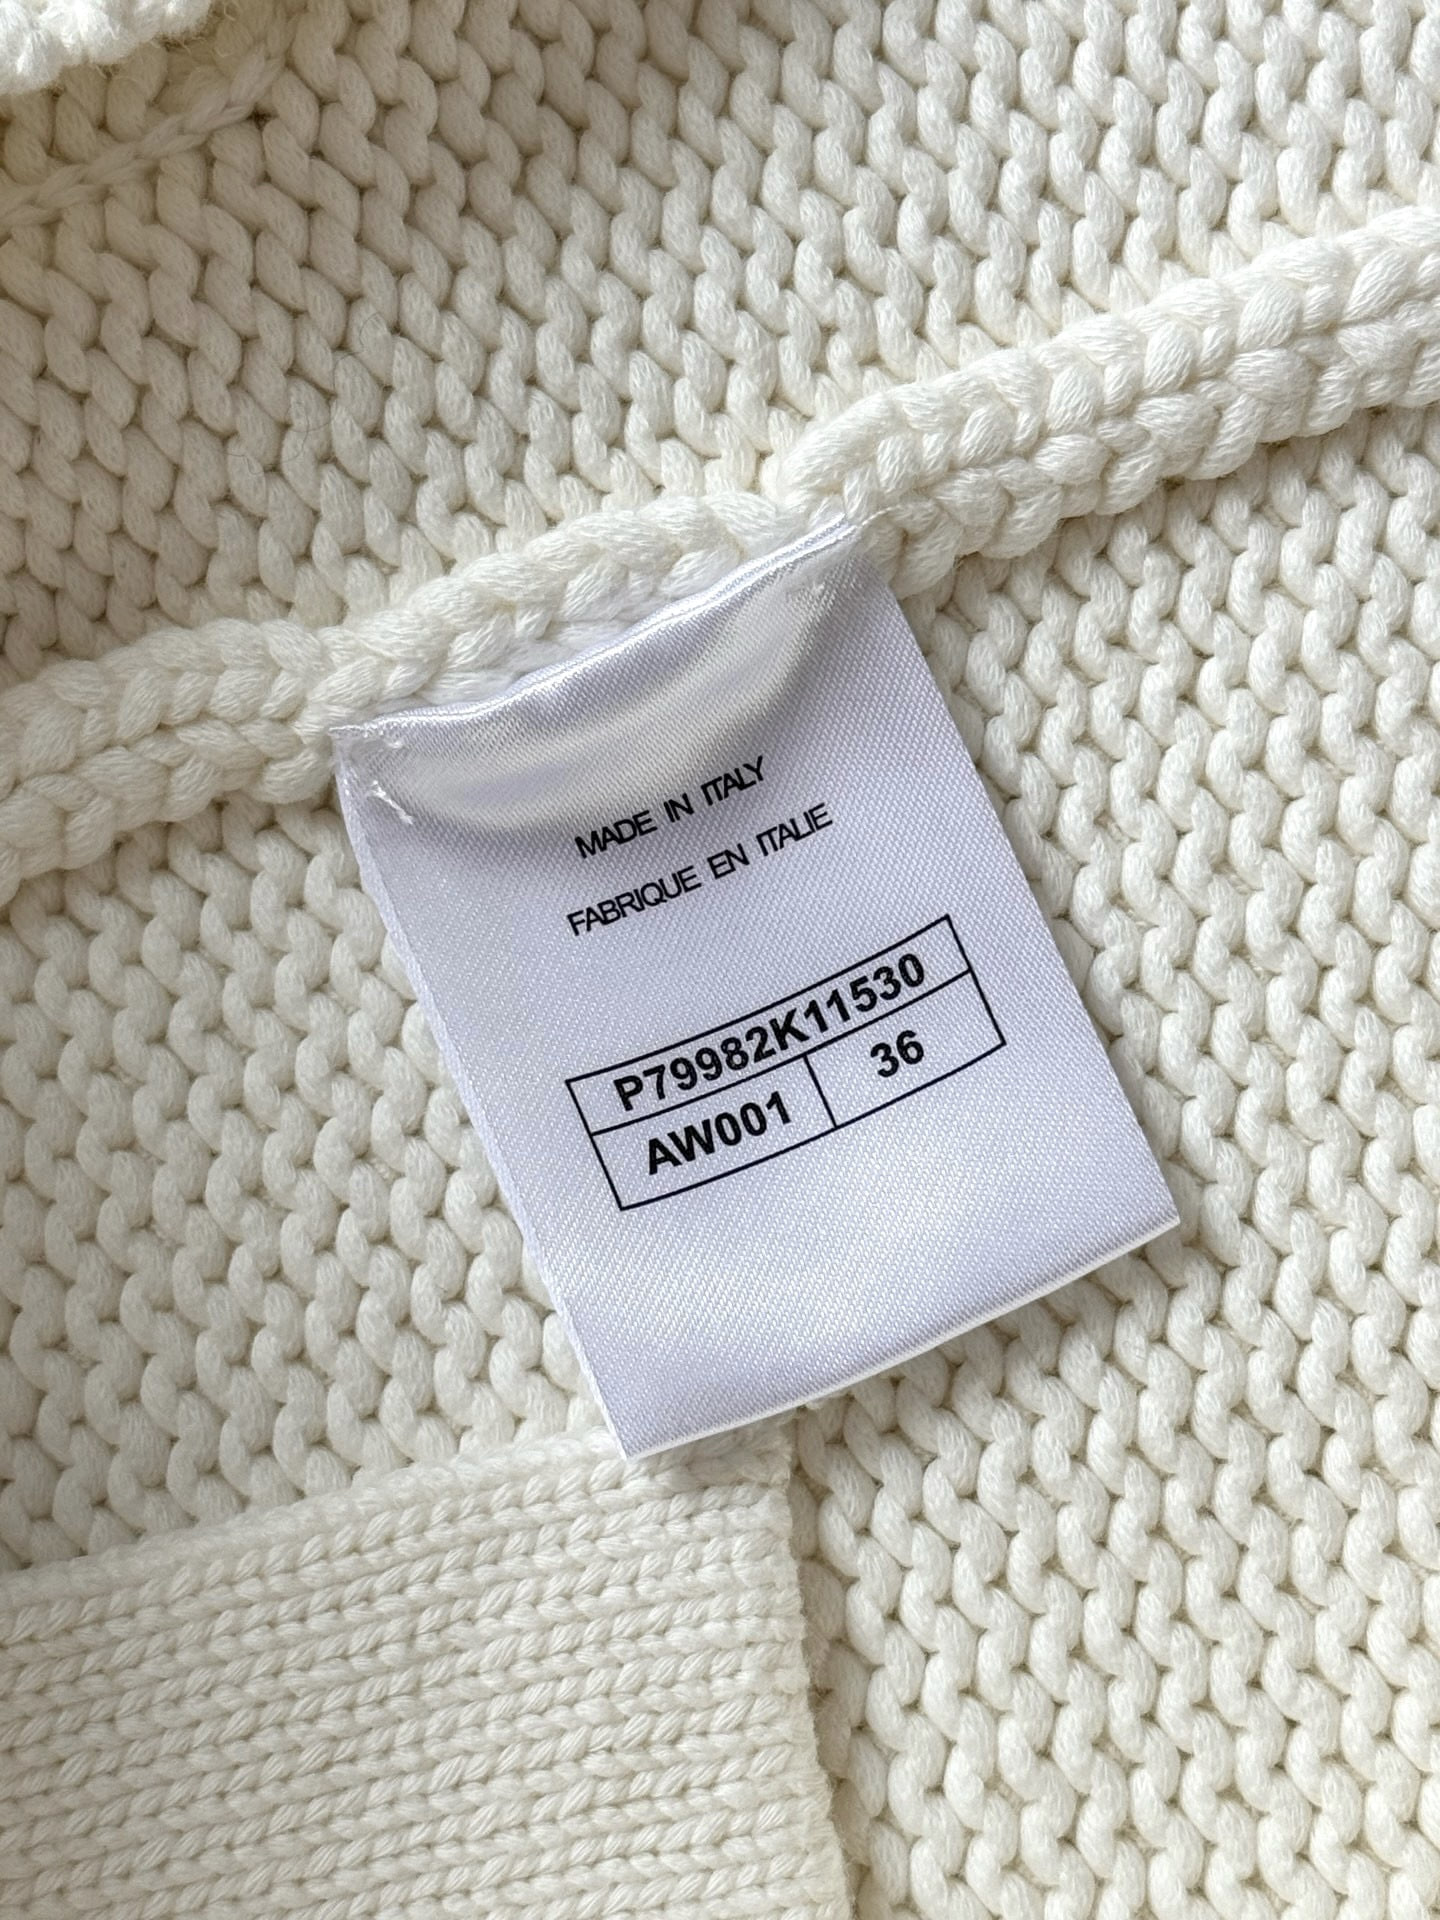 MADE IN ITALY
FABRIQUE EN ITALIE
P79982K11530
AW001 36